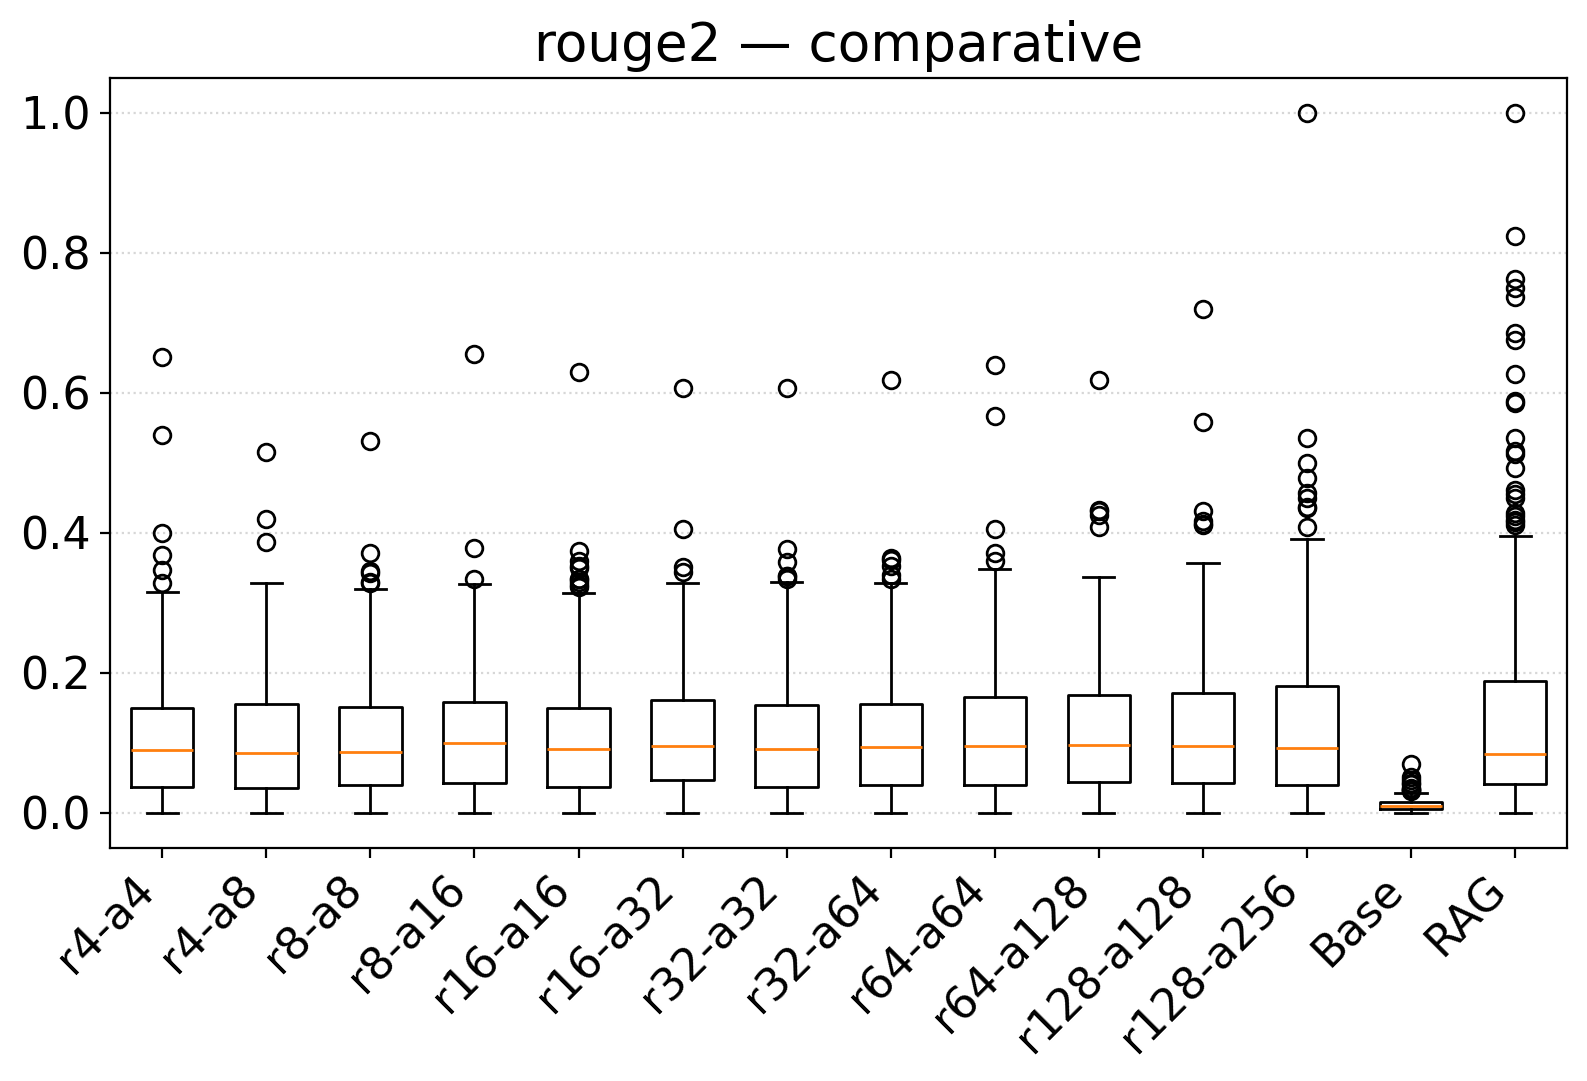 rouge2 — comparative
1.0
0.8
0.6
0.4
0.2
0.0
r4-a4
r4-a8
r8-a8
r8-a16
r16-a16
r16-a32
r32-a32
r32-a64
r64-a64
r64-a128
r128-a128
r128-a256
Base
RAG